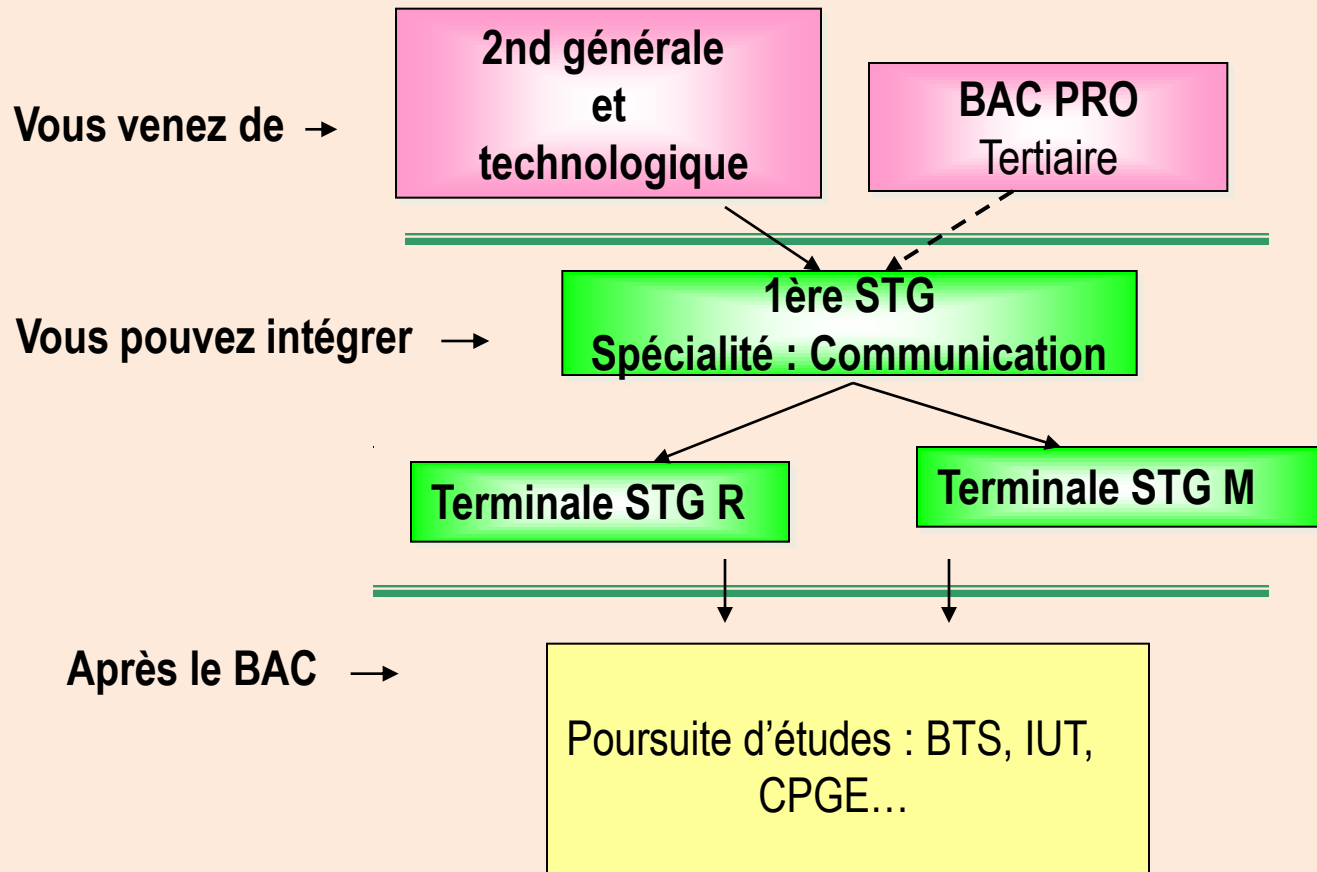 2nd générale
et
technologique
Vous venez de
BAC PRO
Tertiaire
1ère STG
Spécialité : Communication
Vous pouvez intégrer
Terminale STG R
Terminale STG M
Après le BAC
Poursuite d’études : BTS, IUT,
CPGE…